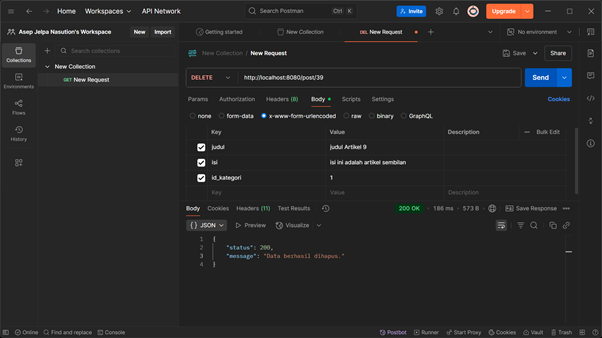 Home Workspaces API Network Search Postman Ctrl K Invite Upgrade
Asep Jelpa Nasution's Workspace New Import Getting started New Collection DEL New Request No environment
Collections Search collections New Collection / New Request Save Share
New Collection
GET New Request DELETE http://localhost:8080/post/39 Send
Environments
Params Authorization Headers (8) Body Scripts Settings Cookies
Flows
none form-data x-www-form-urlencoded raw binary GraphQL
History
Key Value Description Bulk Edit
judul judul Artikel 9
isi isi ini adalah artikel sembilan
id_kategori 1
Key Value Description
Body Cookies Headers (11) Test Results 200 OK 186 ms 573 B Save Response
{} JSON Preview Visualize
1 {
2 "status": 200,
3 "message": "Data berhasil dihapus."
4 }
Online Find and replace Console Postbot Runner Start Proxy Cookies Vault Trash